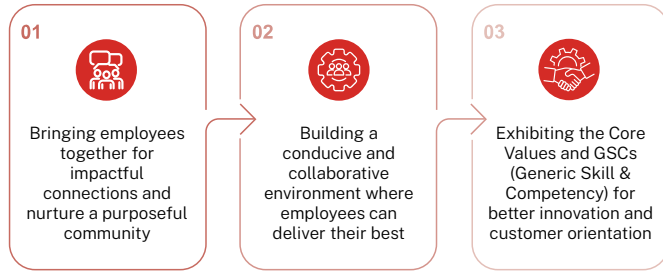 01
Bringing employees
together for
impactful
connections and
nurture a purposeful
community
02
Building a
conducive and
collaborative
environment where
employees can
deliver their best
03
Exhibiting the Core
Values and GSCs
(Generic Skill &
Competency) for
better innovation and
customer orientation